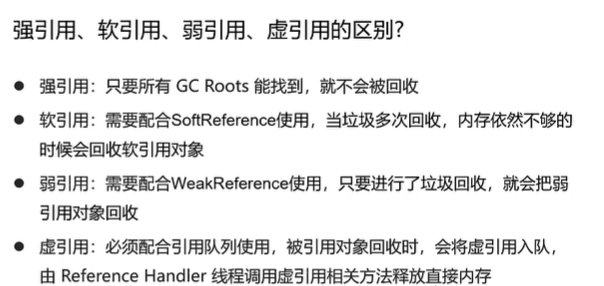 强引用、软引用、弱引用、虚引用的区别?
● 强引用：只要所有 GC Roots 能找到，就不会被回收
● 软引用：需要配合SoftReference使用，当垃圾多次回收，内存依然不够的
时候会回收软引用对象
● 弱引用：需要配合WeakReference使用，只要进行了垃圾回收，就会把弱
引用对象回收
● 虚引用：必须配合引用队列使用，被引用对象回收时，会将虚引用入队，
由 Reference Handler 线程调用虚引用相关方法释放直接内存